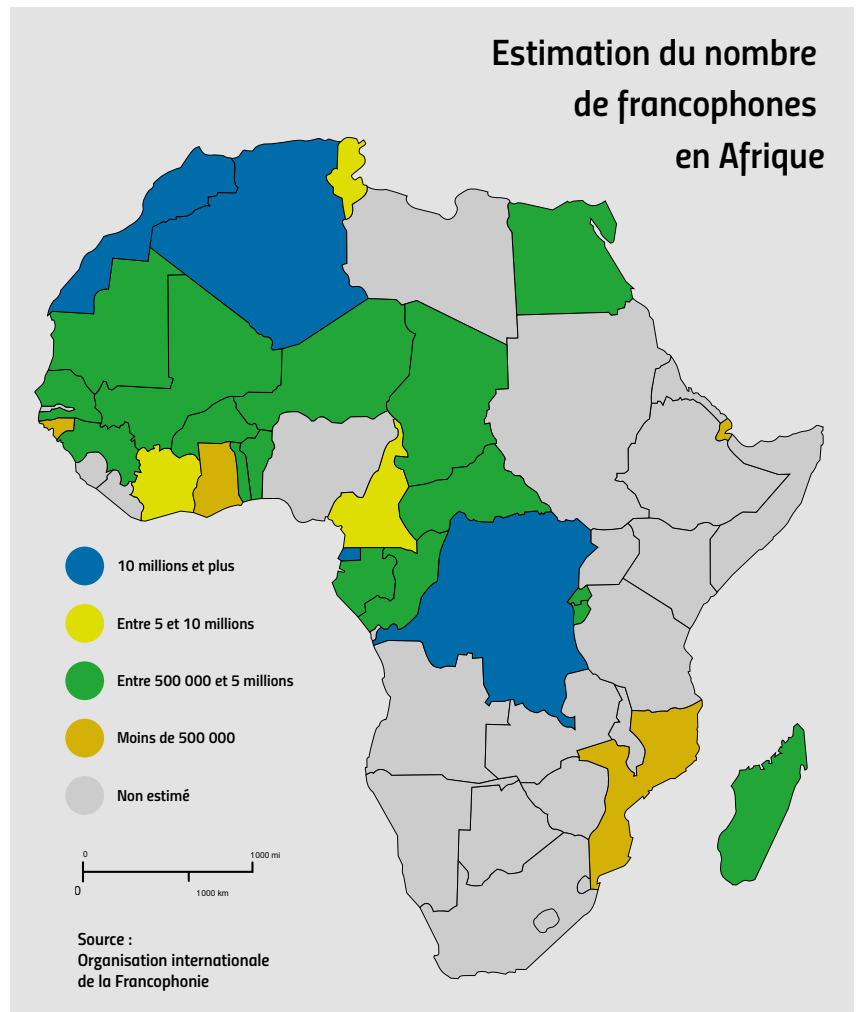 Estimation du nombre
de francophones
en Afrique
10 millions et plus
Entre 5 et 10 millions
Entre 500 000 et 5 millions
Moins de 500 000
Non estimé
0
1000 mi
0
1000 km
Source :
Organisation internationale
de la Francophonie